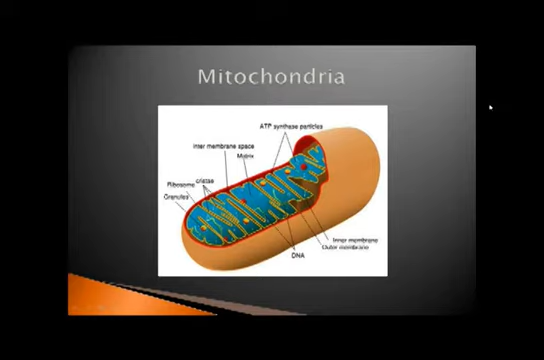 Mitochondria
ATP synthase particles
Inter membrane space
Matrix
cristae
Ribosome
Granules
Inner membrane
Outer membrane
DNA